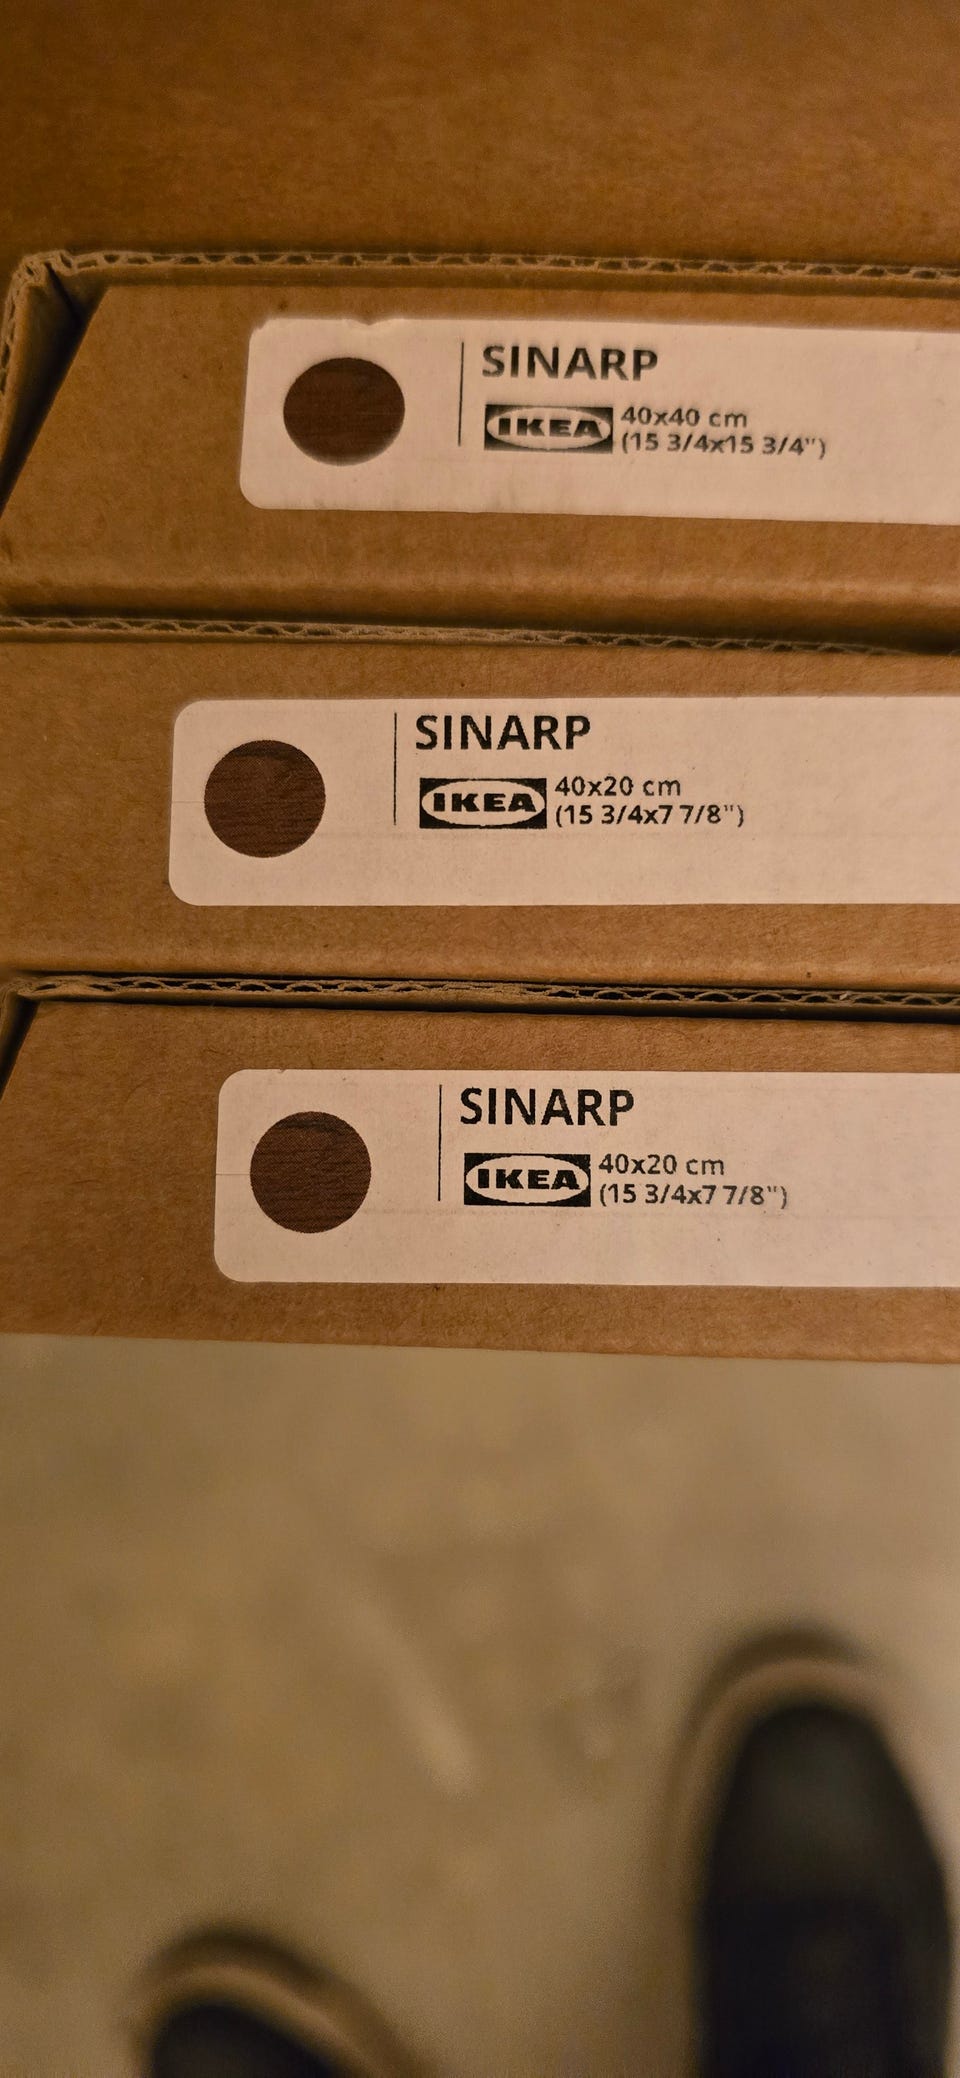 SINARP
IKEA 40x40 cm
(15 3/4x15 3/4")
SINARP
IKEA 40x20 cm
(15 3/4x7 7/8")
SINARP
IKEA 40x20 cm
(15 3/4x7 7/8")